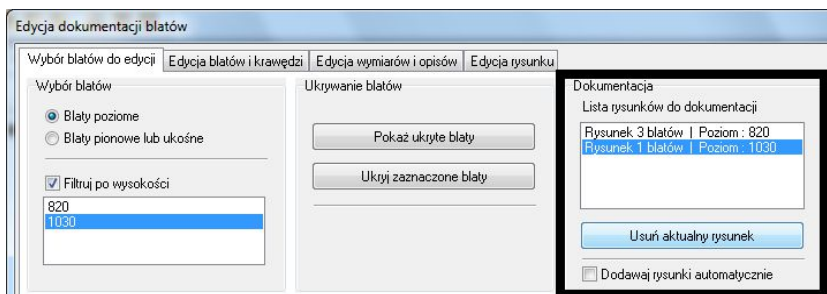 Edycja dokumentacji blatów
Wybór blatów do edycji
Edycja blatów i krawędzi
Edycja wymiarów i opisów
Edycja rysunku
Wybór blatów
Blaty poziome
Blaty pionowe lub ukośne
Filtruj po wysokości
820
1030
Ukrywanie blatów
Pokaż ukryte blaty
Ukryj zaznaczone blaty
Dokumentacja
Lista rysunków do dokumentacji
Rysunek 3 blatów | Poziom : 820
Rysunek 1 blatów | Poziom : 1030
Usuń aktualny rysunek
Dodawaj rysunki automatycznie